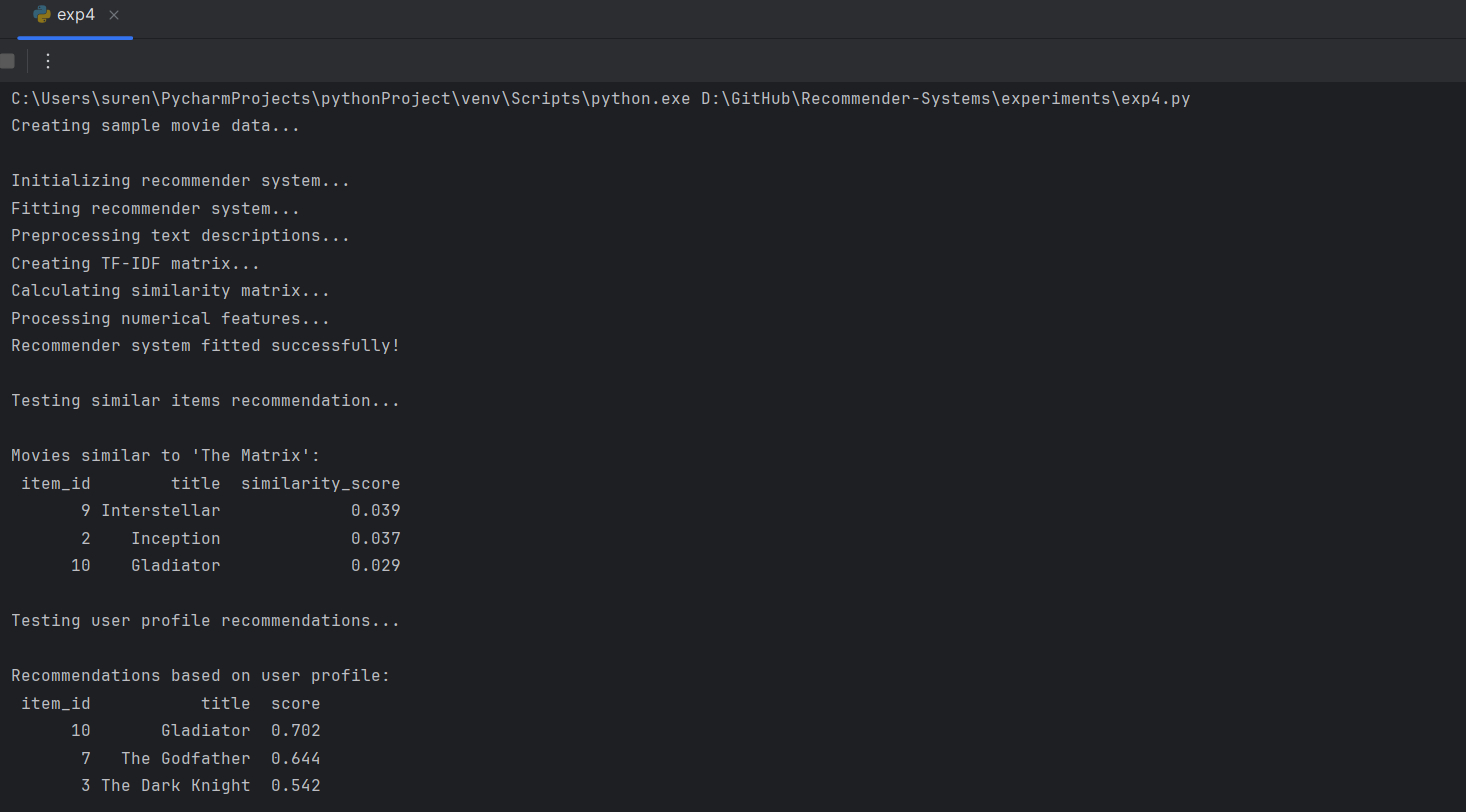 exp4
C:\Users\suren\PycharmProjects\pythonProject\venv\Scripts\python.exe D:\GitHub\Recommender-Systems\experiments\exp4.py
Creating sample movie data...
Initializing recommender system...
Fitting recommender system...
Preprocessing text descriptions...
Creating TF-IDF matrix...
Calculating similarity matrix...
Processing numerical features...
Recommender system fitted successfully!
Testing similar items recommendation...
Movies similar to 'The Matrix':
item_id title similarity_score
9 Interstellar 0.039
2 Inception 0.037
10 Gladiator 0.029
Testing user profile recommendations...
Recommendations based on user profile:
item_id title score
10 Gladiator 0.702
7 The Godfather 0.644
3 The Dark Knight 0.542